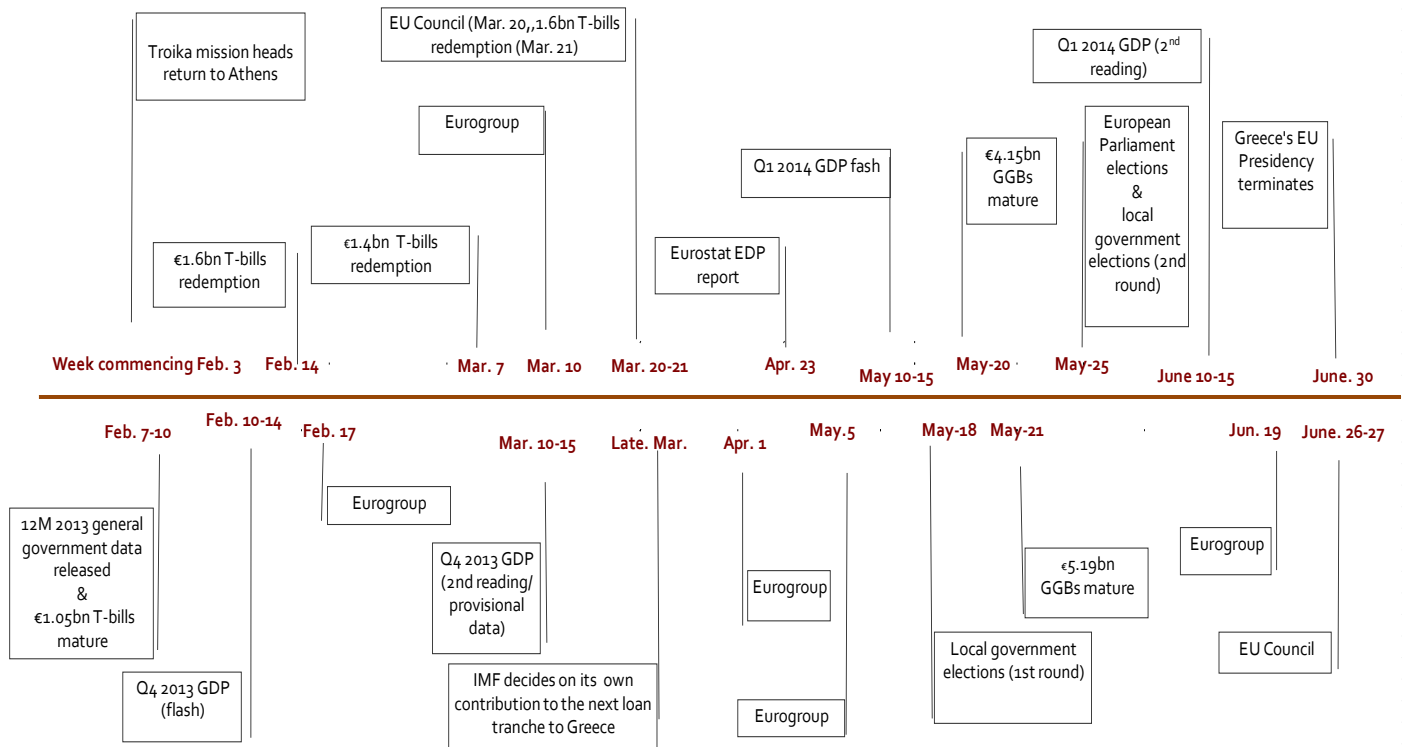 Troika mission heads
return to Athens
EU Council (Mar. 20,,1.6bn T-bills
redemption (Mar. 21)
Q1 2014 GDP (2nd
reading)
Eurogroup
€1.6bn T-bills
redemption
€1.4bn T-bills
redemption
Q1 2014 GDP fash
Eurostat EDP
report
€4.15bn
GGBs
mature
European
Parliament
elections
&
local
government
elections (2nd
round)
Greece's EU
Presidency
terminates
Week commencing Feb. 3
Feb. 14
Mar. 7
Mar. 10
Mar. 20-21
Apr. 23
May 10-15
May-20
May-25
June 10-15
June. 30
Feb. 7-10
Feb. 10-14
Feb. 17
Mar. 10-15
Late. Mar.
Apr. 1
May.5
May-18
May-21
Jun. 19
June. 26-27
12M 2013 general
government data
released
&
€1.05bn T-bills
mature
Q4 2013 GDP
(flash)
Eurogroup
Q4 2013 GDP
(2nd reading/
provisional
data)
IMF decides on its own
contribution to the next loan
tranche to Greece
Eurogroup
Eurogroup
Local government
elections (1st round)
€5.19bn
GGBs mature
Eurogroup
EU Council